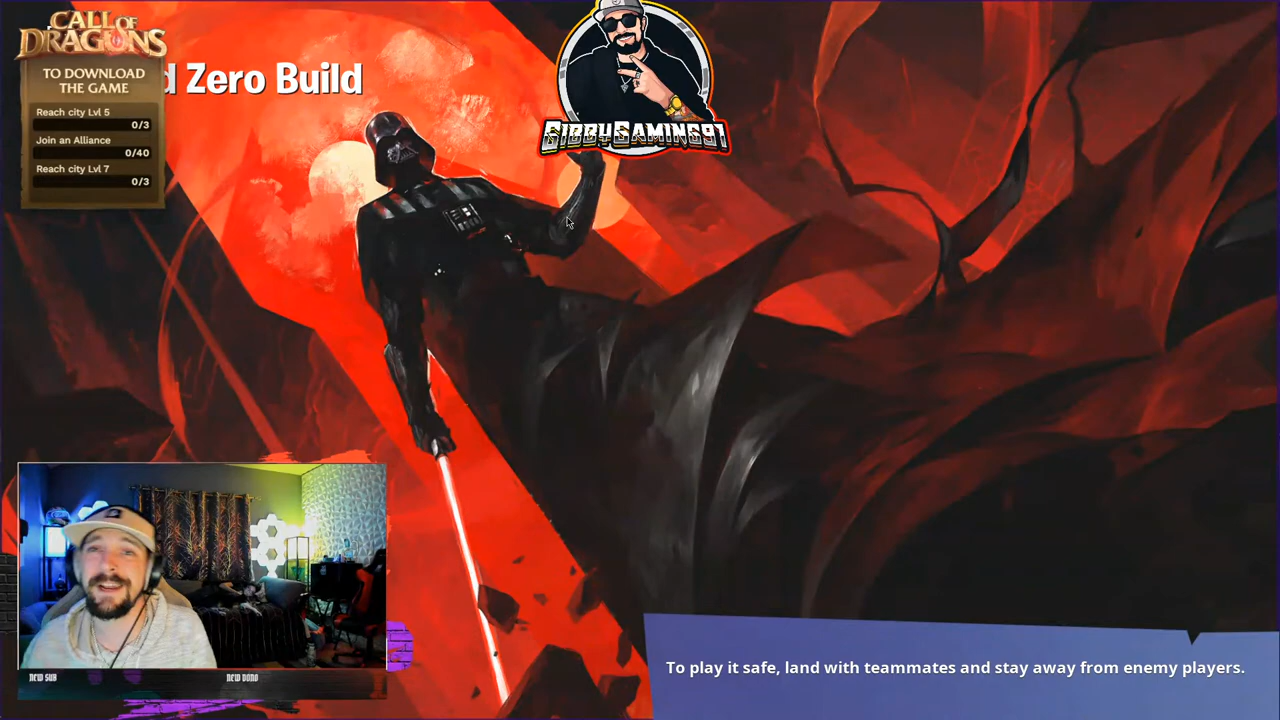 CALL OF
DRAGONS
TO DOWNLOAD
THE GAME
Reach city Lvl 5
0/3
Join an Alliance
0/40
Reach city Lvl 7
0/3
Zero Build
GIBBYGAMING91
NEW SUB
NEW DONO
To play it safe, land with teammates and stay away from enemy players.